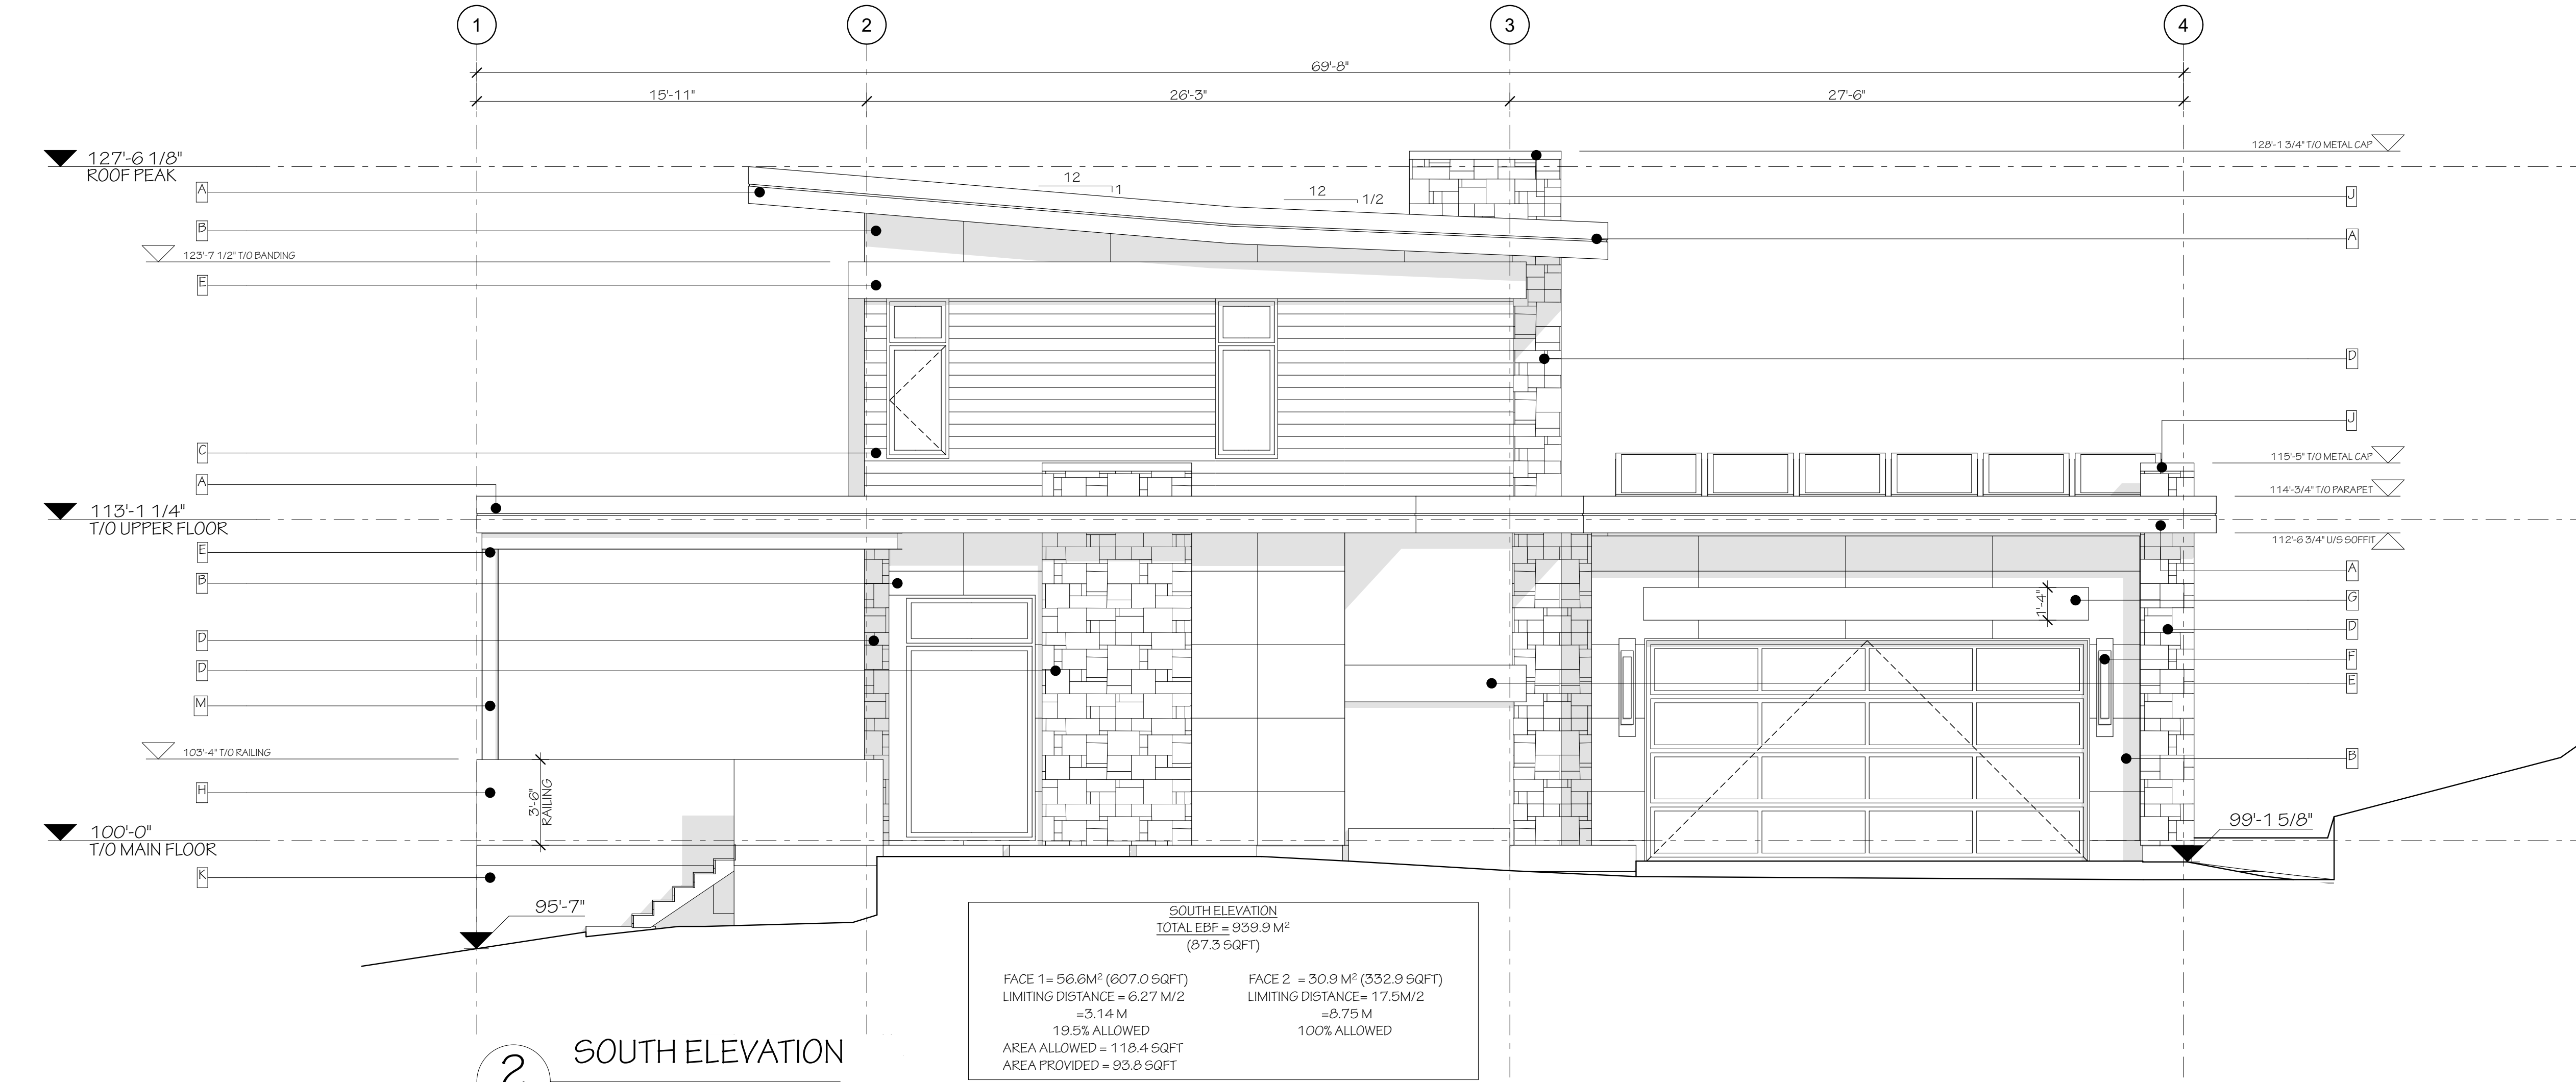 1 2 3 4
69'-8"
15'-11" 26'-3" 27'-6"
127'-6 1/8"
ROOF PEAK
128'-1 3/4" T/O METAL CAP
12
1
12
1/2
A
J
B
A
123'-7 1/2" T/O BANDING
E
D
J
C
115'-5" T/O METAL CAP
A
114'-3/4" T/O PARAPET
113'-1 1/4"
T/O UPPER FLOOR
112'-6 3/4" U/S SOFFIT
E
A
B
1'-4"
G
D
D
D
F
E
M
103'-4" T/O RAILING
B
H
3'-6"
RAILING
100'-0"
T/O MAIN FLOOR
99'-1 5/8"
K
95'-7"
SOUTH ELEVATION
TOTAL EBF = 939.9 M²
(87.3 SQFT)
FACE 1= 56.6M² (607.0 SQFT)
LIMITING DISTANCE = 6.27 M/2
=3.14 M
19.5% ALLOWED
AREA ALLOWED = 118.4 SQFT
AREA PROVIDED = 93.8 SQFT
FACE 2 = 30.9 M² (332.9 SQFT)
LIMITING DISTANCE= 17.5M/2
=8.75 M
100% ALLOWED
2
SOUTH ELEVATION